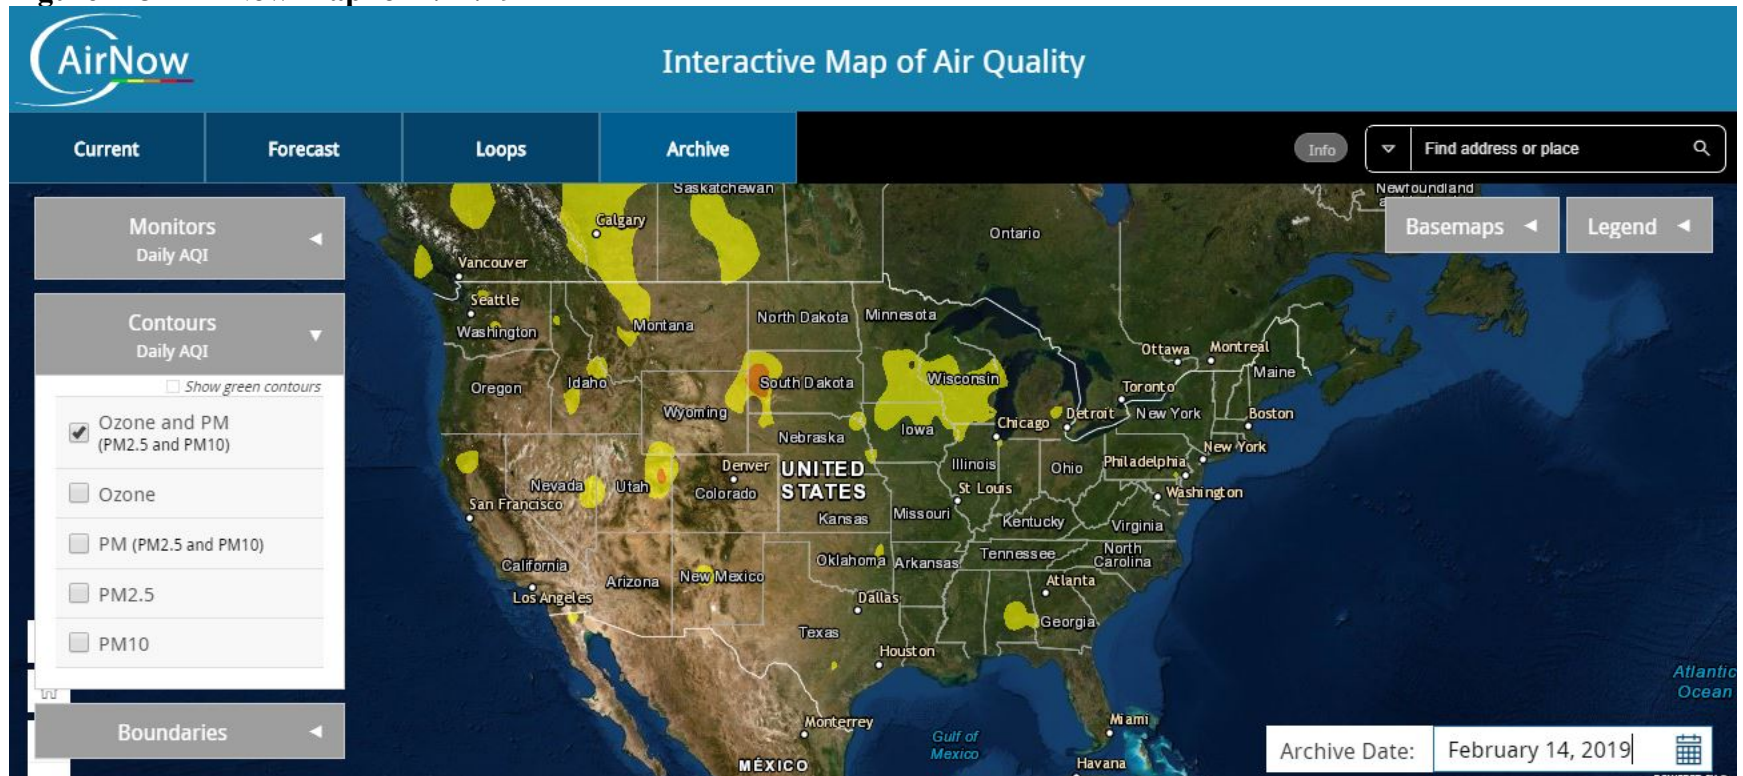 AirNow
Interactive Map of Air Quality
Current
Forecast
Loops
Archive
Info
Find address or place
Monitors
Daily AQI
Contours
Daily AQI
Show green contours
Ozone and PM
(PM2.5 and PM10)
Ozone
PM (PM2.5 and PM10)
PM2.5
PM10
Boundaries
Basemaps
Legend
Saskatchewan
Newfoundland
Calgary
Ontario
Vancouver
Seattle
Washington
Montana
North Dakota
Minnesota
Ottawa
Montreal
Maine
Oregon
Idaho
South Dakota
Wisconsin
Toronto
Wyoming
Chicago
Detroit
New York
Boston
Nebraska
Iowa
New York
Denver
UNITED
STATES
Illinois
Ohio
Philadelphia
Nevada
Utah
Colorado
St Louis
Washington
San Francisco
Kansas
Missouri
Kentucky
Virginia
California
Arizona
New Mexico
Oklahoma
Arkansas
Tennessee
North
Carolina
Atlanta
Los Angeles
Dallas
Georgia
Texas
Houston
Atlantic
Ocean
Monterrey
Gulf of
Mexico
Miami
MÉXICO
Havana
Archive Date:
February 14, 2019